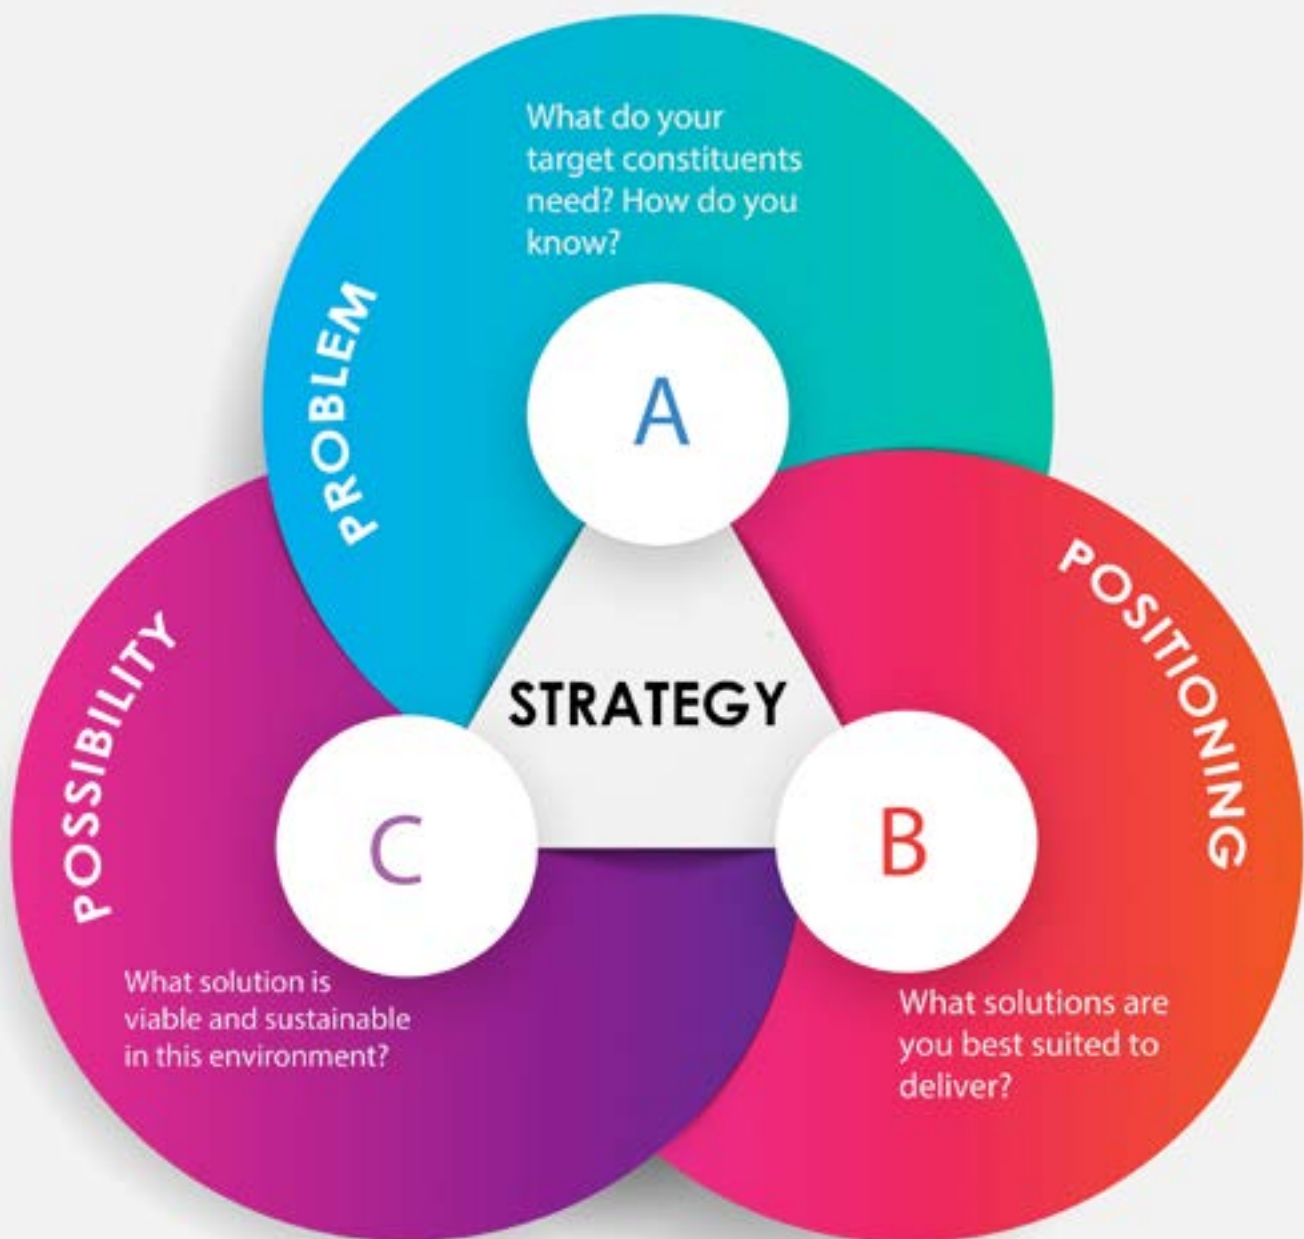 What do your
target constituents
need? How do you
know?
PROBLEM
A
POSITIONING
STRATEGY
POSSIBILITY
C
B
What solution is
viable and sustainable
in this environment?
What solutions are
you best suited to
deliver?